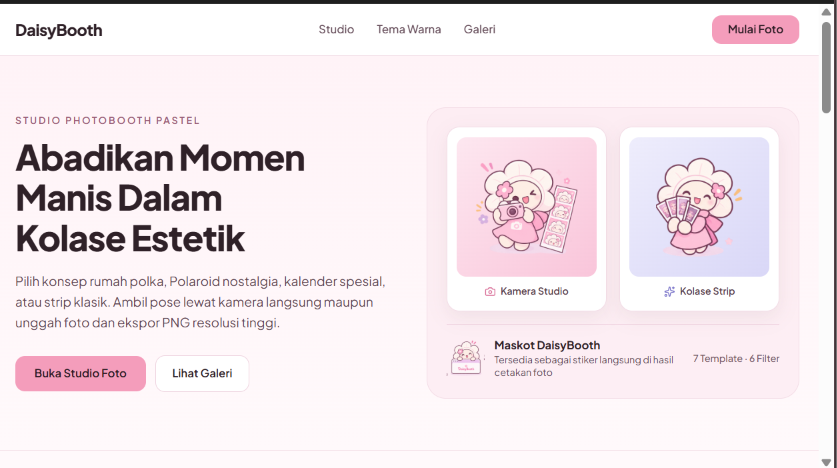 DaisyBooth
Studio
Tema Warna
Galeri
Mulai Foto
STUDIO PHOTOBOOTH PASTEL
Abadikan Momen
Manis Dalam
Kolase Estetik
Pilih konsep rumah polka, Polaroid nostalgia, kalender spesial,
atau strip klasik. Ambil pose lewat kamera langsung maupun
unggah foto dan ekspor PNG resolusi tinggi.
Buka Studio Foto
Lihat Galeri
Kamera Studio
Kolase Strip
Maskot DaisyBooth
Tersedia sebagai stiker langsung di hasil
cetakan foto
7 Template · 6 Filter